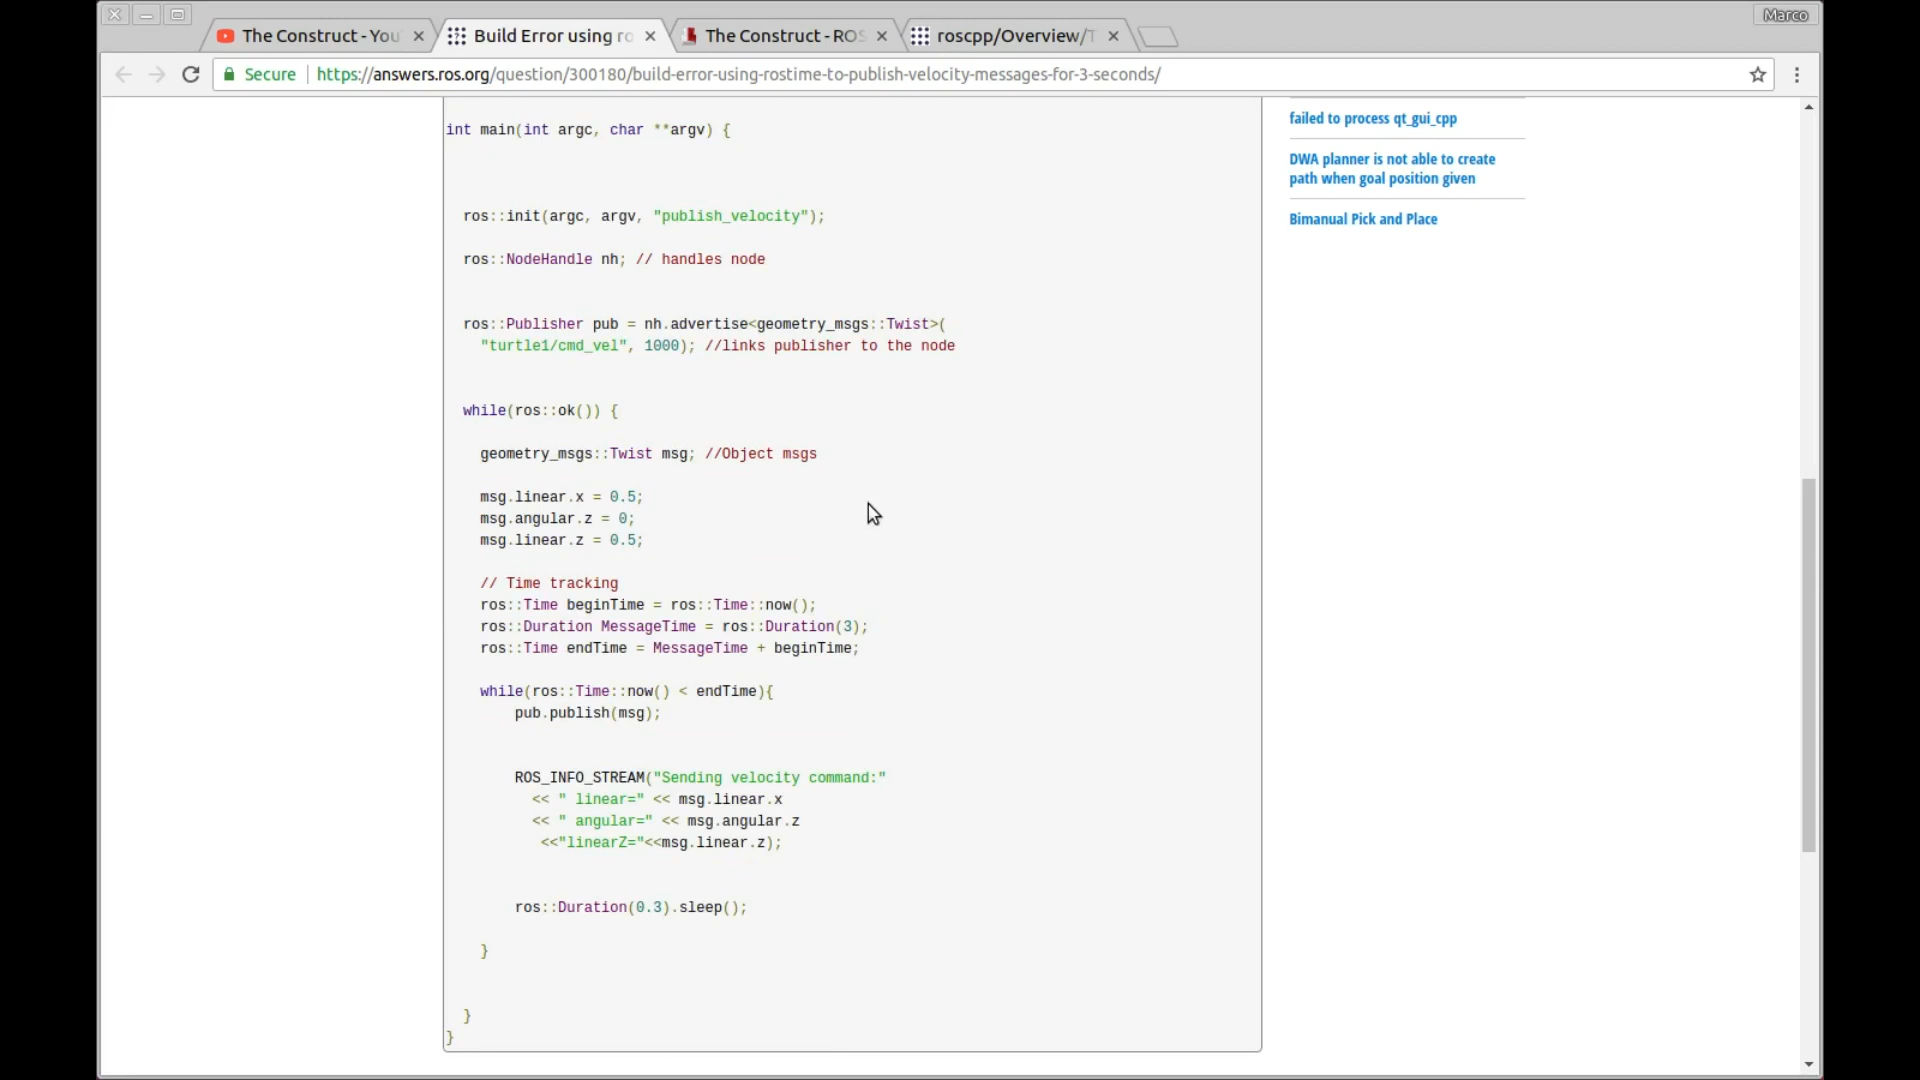 Marco
The Construct - You
Build Error using ro
The Construct - ROS
roscpp/Overview/T
Secure
https://answers.ros.org/question/300180/build-error-using-rostime-to-publish-velocity-messages-for-3-seconds/
int main(int argc, char **argv) {
ros::init(argc, argv, "publish_velocity");
ros::NodeHandle nh; // handles node
ros::Publisher pub = nh.advertise<geometry_msgs::Twist>(
"turtle1/cmd_vel", 1000); //links publisher to the node
while(ros::ok()) {
geometry_msgs::Twist msg; //Object msgs
msg.linear.x = 0.5;
msg.angular.z = 0;
msg.linear.z = 0.5;
// Time tracking
ros::Time beginTime = ros::Time::now();
ros::Duration MessageTime = ros::Duration(3);
ros::Time endTime = MessageTime + beginTime;
while(ros::Time::now() < endTime){
pub.publish(msg);
ROS_INFO_STREAM("Sending velocity command:"
<< " linear=" << msg.linear.x
<< " angular=" << msg.angular.z
<<"linearZ="<<msg.linear.z);
ros::Duration(0.3).sleep();
}
}
}
failed to process qt_gui_cpp
DWA planner is not able to create
path when goal position given
Bimanual Pick and Place